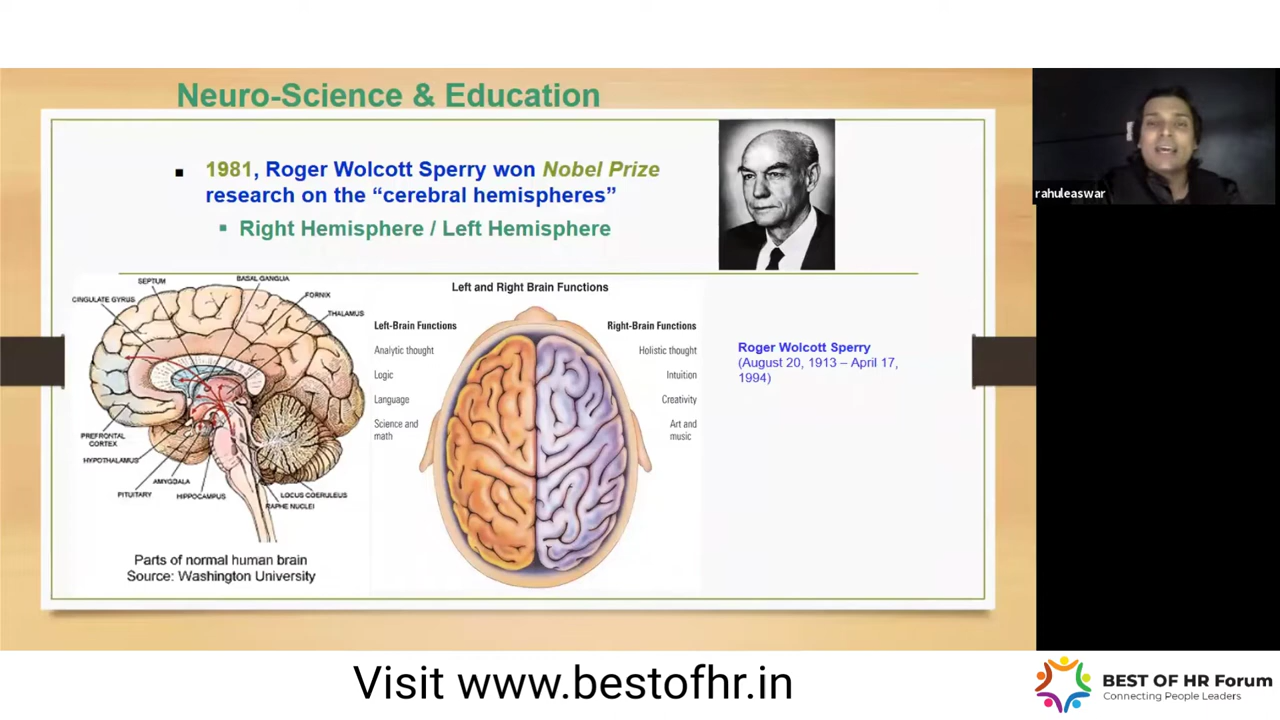 Neuro-Science & Education
1981, Roger Wolcott Sperry won Nobel Prize
research on the “cerebral hemispheres”
Right Hemisphere / Left Hemisphere
rahuleaswar
SEPTUM
BASAL GANGLIA
CINGULATE GYRUS
FORNIX
THALAMUS
PREFRONTAL
CORTEX
HYPOTHALAMUS
AMYGDALA
PITUITARY
HIPPOCAMPUS
LOCUS COERULEUS
RAPHE NUCLEI
Parts of normal human brain
Source: Washington University
Left and Right Brain Functions
Left-Brain Functions
Analytic thought
Logic
Language
Science and
math
Right-Brain Functions
Holistic thought
Intuition
Creativity
Art and
music
Roger Wolcott Sperry
(August 20, 1913 – April 17,
1994)
Visit www.bestofhr.in
BEST OF HR Forum
Connecting People Leaders